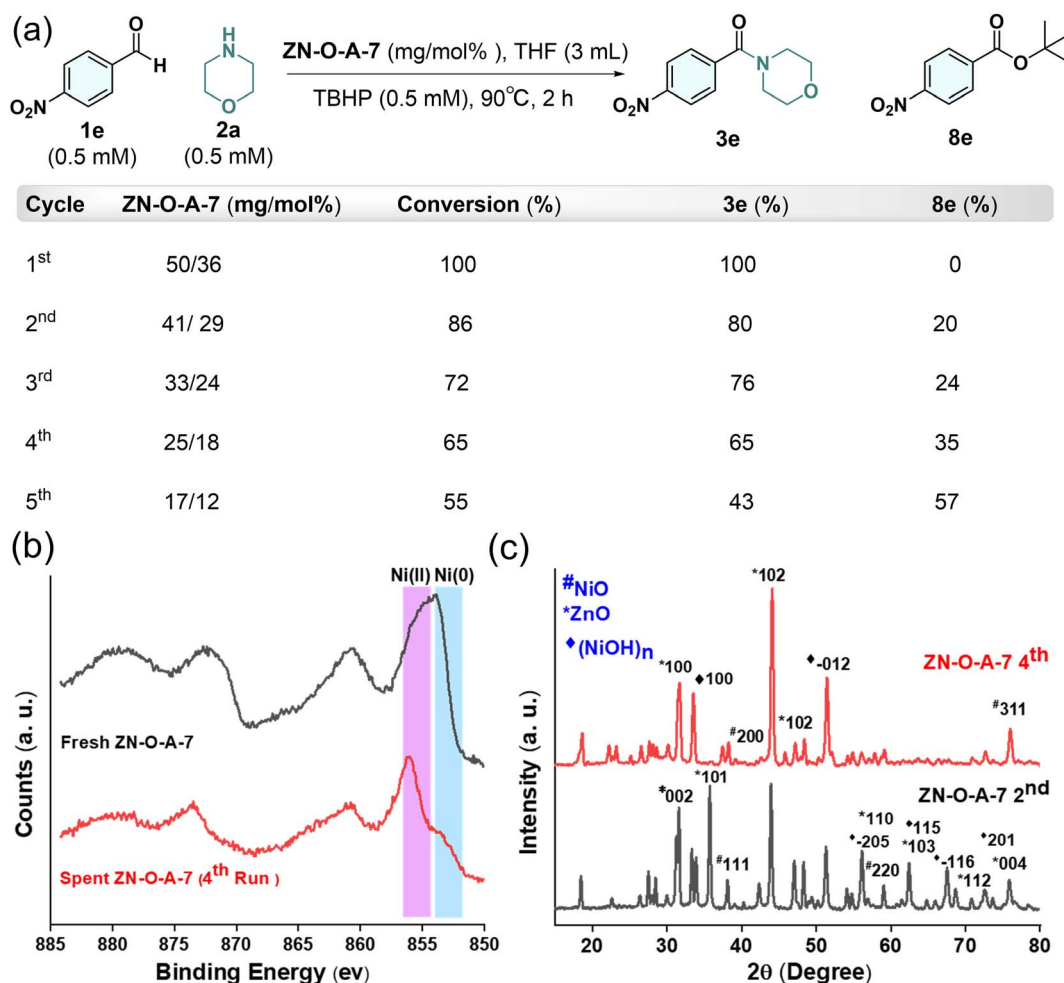 (a)
O
H
O₂N
1e
(0.5 mM)
H
N
O
2a
(0.5 mM)
ZN-O-A-7 (mg/mol% ), THF (3 mL)
TBHP (0.5 mM), 90°C, 2 h
O
N
O
O₂N
3e
O
O
O₂N
8e
Cycle ZN-O-A-7 (mg/mol%) Conversion (%) 3e (%) 8e (%)
1st 50/36 100 100 0
2nd 41/ 29 86 80 20
3rd 33/24 72 76 24
4th 25/18 65 65 35
5th 17/12 55 43 57
(b)
Ni(II) Ni(0)
Fresh ZN-O-A-7
Spent ZN-O-A-7 (4th Run )
Counts (a. u.)
885 880 875 870 865 860 855 850
Binding Energy (ev)
(c)
#NiO
*ZnO
♦(NiOH)n
*102
ZN-O-A-7 4th
*100
♦100
#200
*102
♦-012
#311
ZN-O-A-7 2nd
*002
*101
#111
*110
♦-205
#220
♦115
*103
♦-116
*112
♦201
*004
Intensity (a. u.)
20 30 40 50 60 70 80
2θ (Degree)